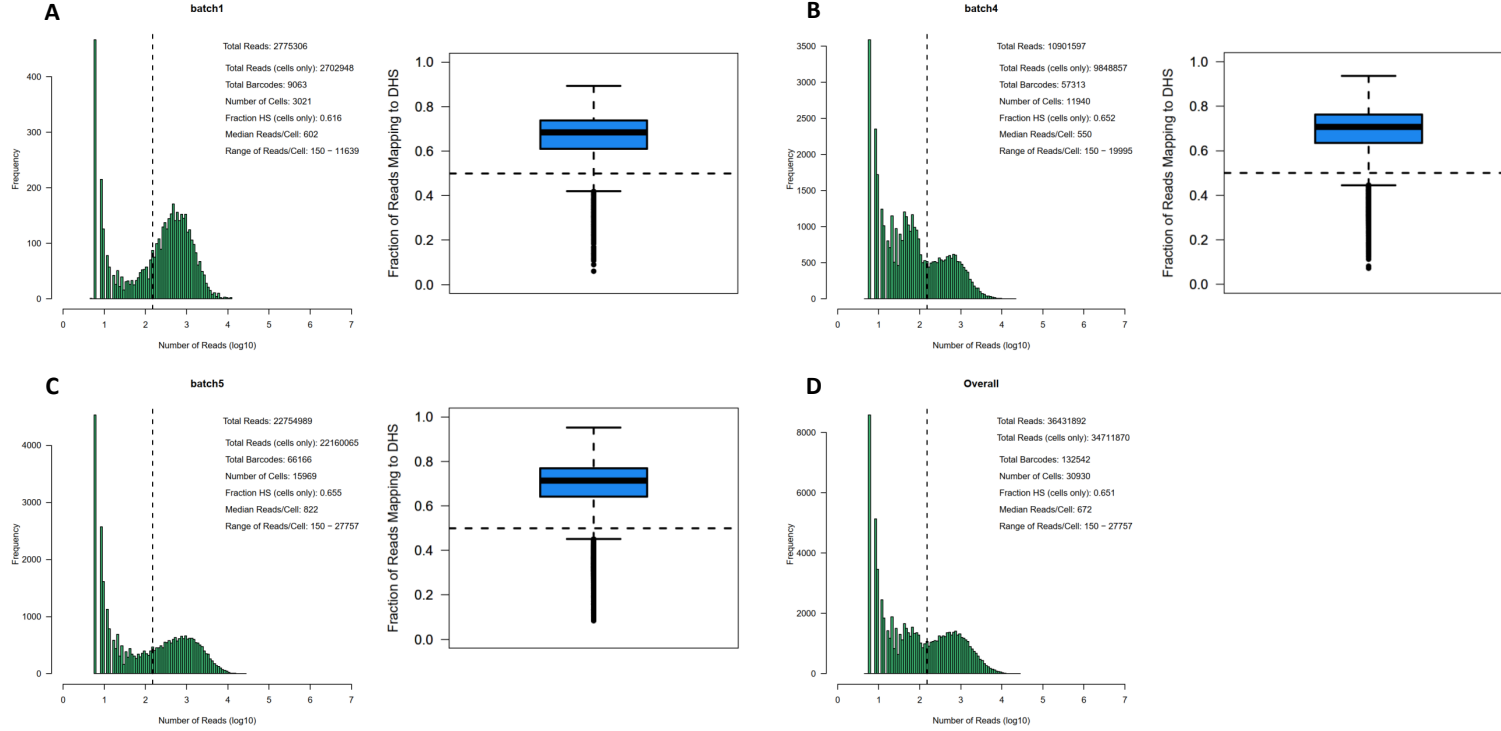 A
batch1
Total Reads: 2775306
Total Reads (cells only): 2702948
Total Barcodes: 9063
Number of Cells: 3021
Fraction HS (cells only): 0.616
Median Reads/Cell: 602
Range of Reads/Cell: 150 − 11639
Frequency
400
300
200
100
0
0 1 2 3 4 5 6 7
Number of Reads (log10)
Fraction of Reads Mapping to DHS
1.0
0.8
0.6
0.4
0.2
0.0
B
batch4
Total Reads: 10901597
Total Reads (cells only): 9848857
Total Barcodes: 57313
Number of Cells: 11940
Fraction HS (cells only): 0.652
Median Reads/Cell: 550
Range of Reads/Cell: 150 − 19995
Frequency
3500
3000
2500
2000
1500
1000
500
0
0 1 2 3 4 5 6 7
Number of Reads (log10)
Fraction of Reads Mapping to DHS
1.0
0.8
0.6
0.4
0.2
0.0
C
batch5
Total Reads: 22754989
Total Reads (cells only): 22160065
Total Barcodes: 66166
Number of Cells: 15969
Fraction HS (cells only): 0.655
Median Reads/Cell: 822
Range of Reads/Cell: 150 − 27757
Frequency
4000
3000
2000
1000
0
0 1 2 3 4 5 6 7
Number of Reads (log10)
Fraction of Reads Mapping to DHS
1.0
0.8
0.6
0.4
0.2
0.0
D
Overall
Total Reads: 36431892
Total Reads (cells only): 34711870
Total Barcodes: 132542
Number of Cells: 30930
Fraction HS (cells only): 0.651
Median Reads/Cell: 672
Range of Reads/Cell: 150 − 27757
Frequency
8000
6000
4000
2000
0
0 1 2 3 4 5 6 7
Number of Reads (log10)